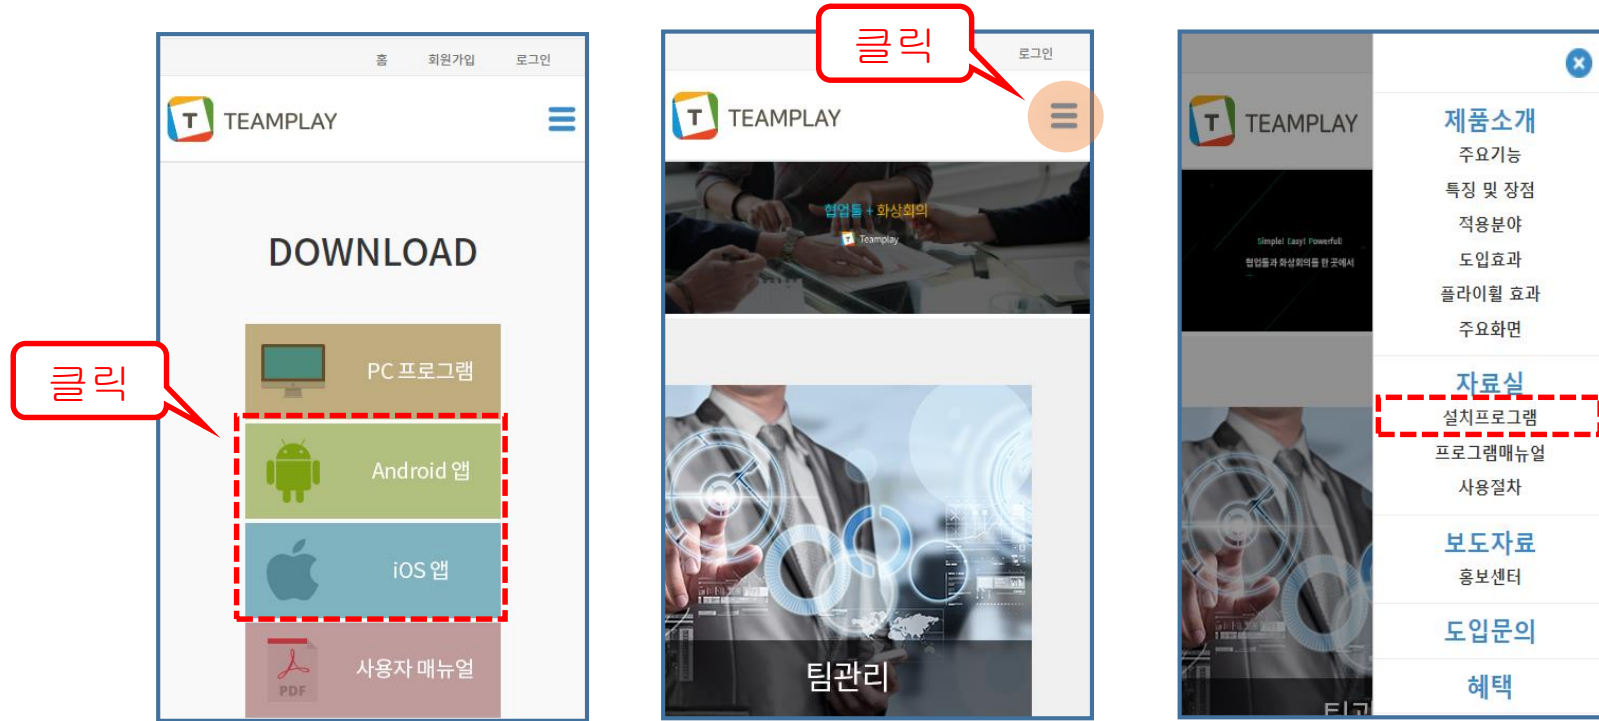 클릭
홈 회원가입 로그인
T TEAMPLAY
DOWNLOAD
PC 프로그램
Android 앱
iOS 앱
PDF
사용자 매뉴얼
클릭
로그인
T TEAMPLAY
협업툴 + 화상회의
T Teamplay
팀관리
T TEAMPLAY
Simple! Easy! Powerful!
협업툴과 화상회의를 한 곳에서
제품소개
주요기능
특징 및 장점
적용분야
도입효과
플라이휠 효과
주요화면
자료실
설치프로그램
프로그램매뉴얼
사용절차
보도자료
홍보센터
도입문의
혜택